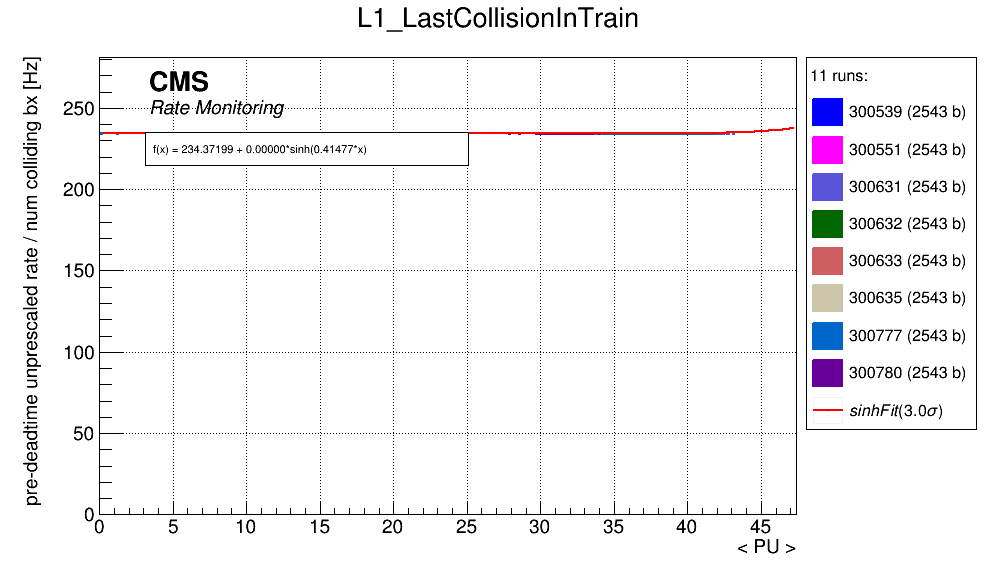 L1_LastCollisionInTrain
pre-deadtime unprescaled rate / num colliding bx [Hz]
CMS
Rate Monitoring
f(x) = 234.37199 + 0.00000*sinh(0.41477*x)
250
200
150
100
50
0
0 5 10 15 20 25 30 35 40 45
< PU >
11 runs:
300539 (2543 b)
300551 (2543 b)
300631 (2543 b)
300632 (2543 b)
300633 (2543 b)
300635 (2543 b)
300777 (2543 b)
300780 (2543 b)
sinhFit(3.0σ)